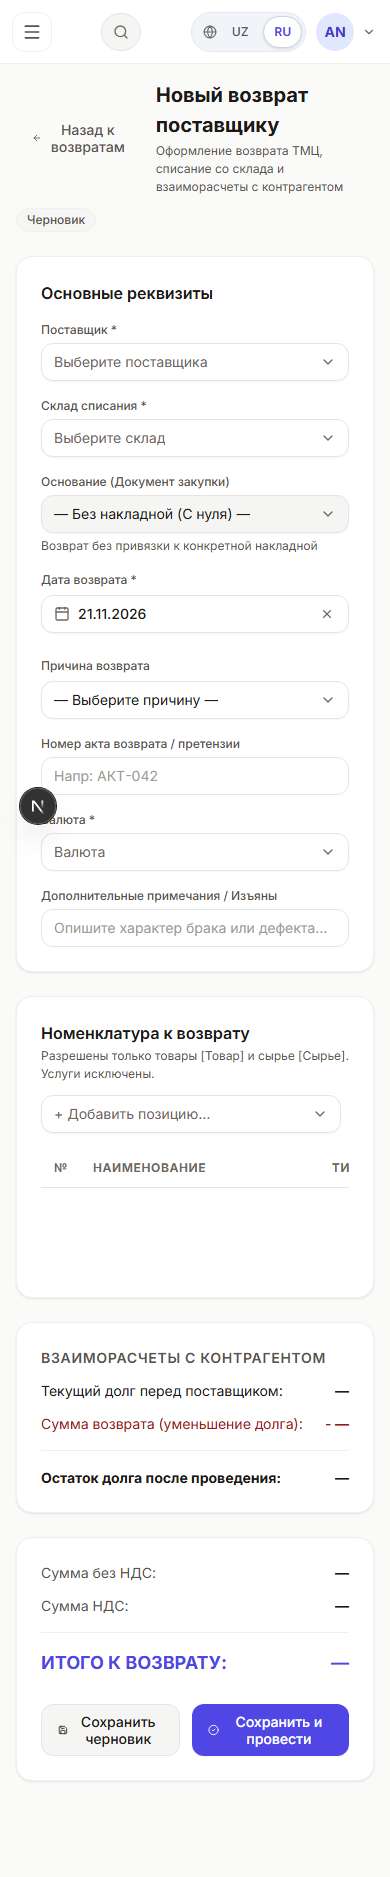 UZ
RU
AN
Назад к
возвратам
Новый возврат
поставщику
Оформление возврата ТМЦ,
списание со склада и
взаиморасчеты с контрагентом
Черновик
Основные реквизиты
Поставщик *
Выберите поставщика
Склад списания *
Выберите склад
Основание (Документ закупки)
— Без накладной (С нуля) —
Возврат без привязки к конкретной накладной
Дата возврата *
21.11.2026
Причина возврата
— Выберите причину —
Номер акта возврата / претензии
Напр: АКТ-042
N
алюта *
Валюта
Дополнительные примечания / Изъяны
Опишите характер брака или дефекта...
Номенклатура к возврату
Разрешены только товары [Товар] и сырье [Сырье].
Услуги исключены.
+ Добавить позицию...
№ НАИМЕНОВАНИЕ ТИ
ВЗАИМОРАСЧЕТЫ С КОНТРАГЕНТОМ
Текущий долг перед поставщиком: —
Сумма возврата (уменьшение долга): - —
Остаток долга после проведения: —
Сумма без НДС: —
Сумма НДС: —
ИТОГО К ВОЗВРАТУ: —
Сохранить
черновик
Сохранить и
провести